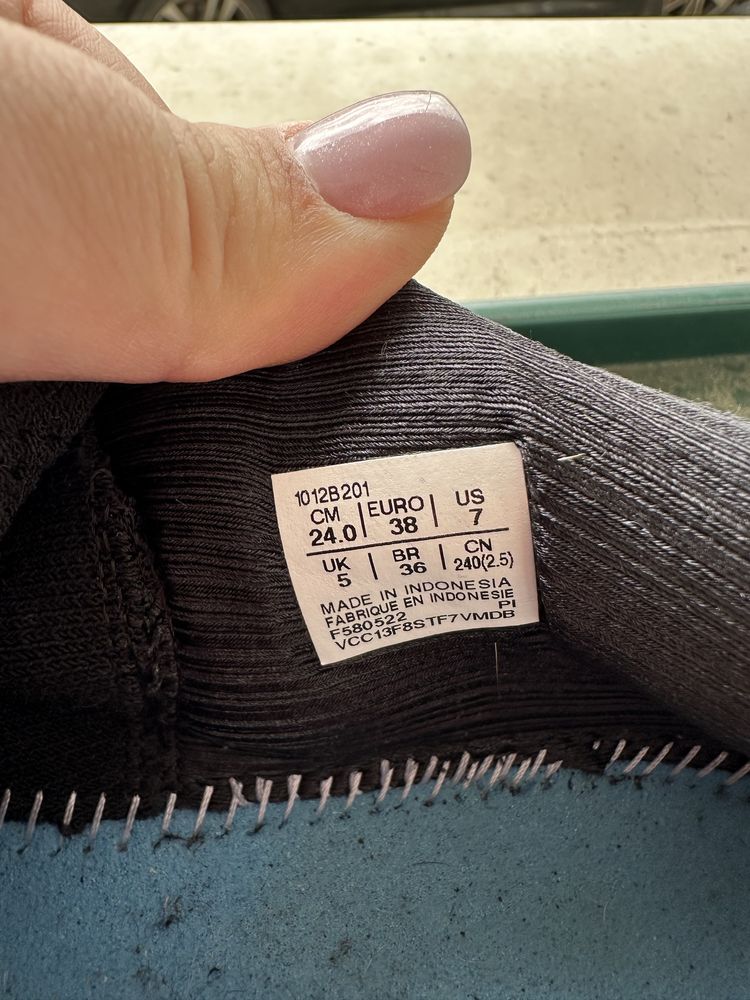 1012B201
CM | EURO | US
24.0 | 38 | 7
UK | BR | CN
5 | 36 | 240(2.5)
MADE IN INDONESIA
FABRIQUE EN INDONESIE
F580522 PI
VCC13F8STF7VMDB